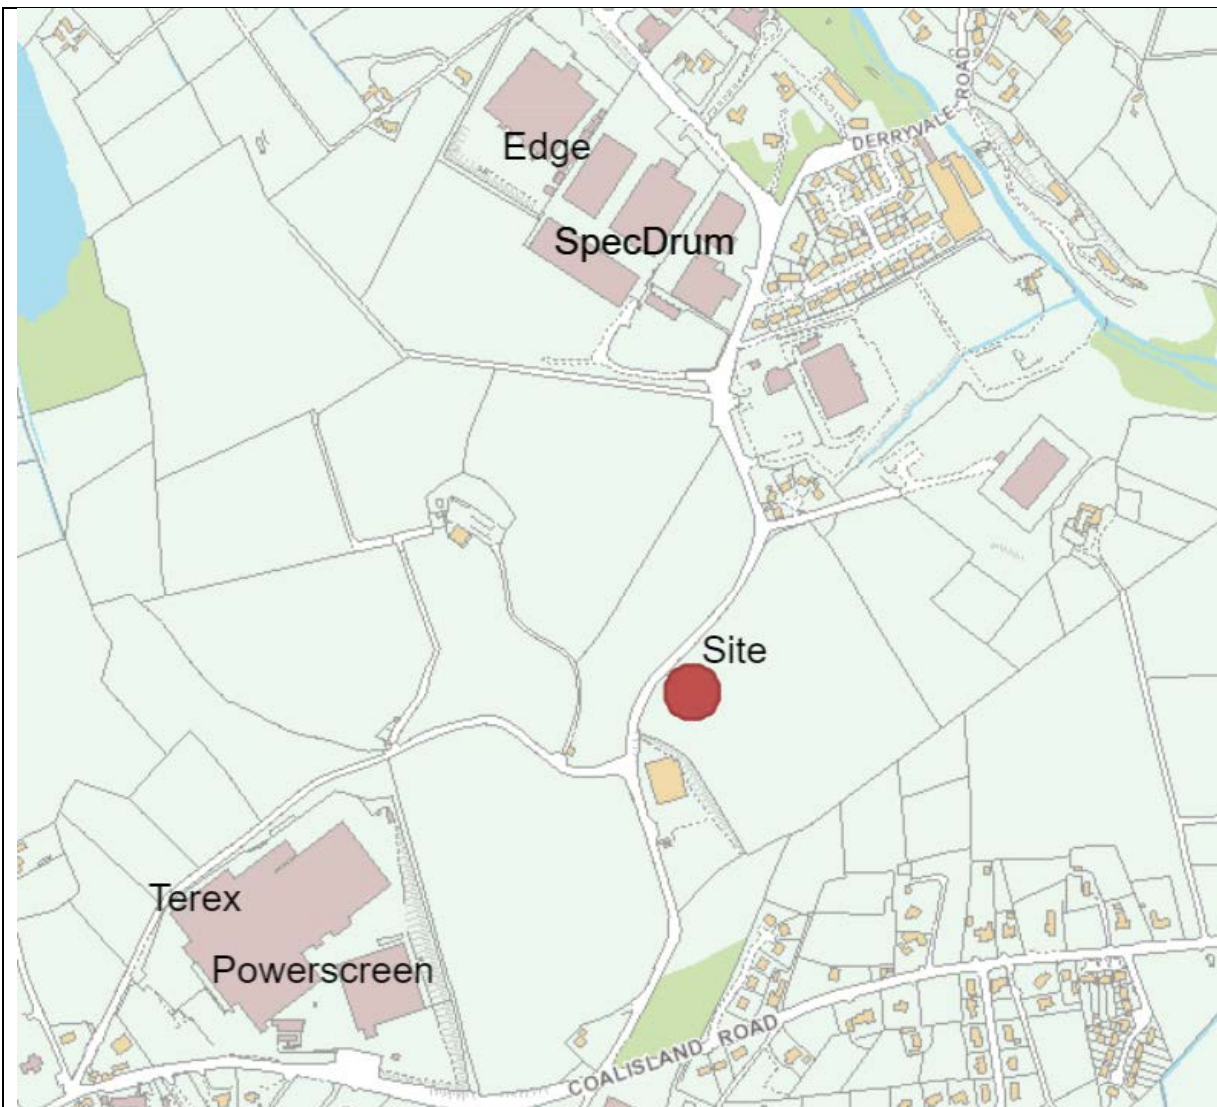 DERRYVALE ROAD
Edge
SpecDrum
Site
Terex
Powerscreen
COALISLAND ROAD